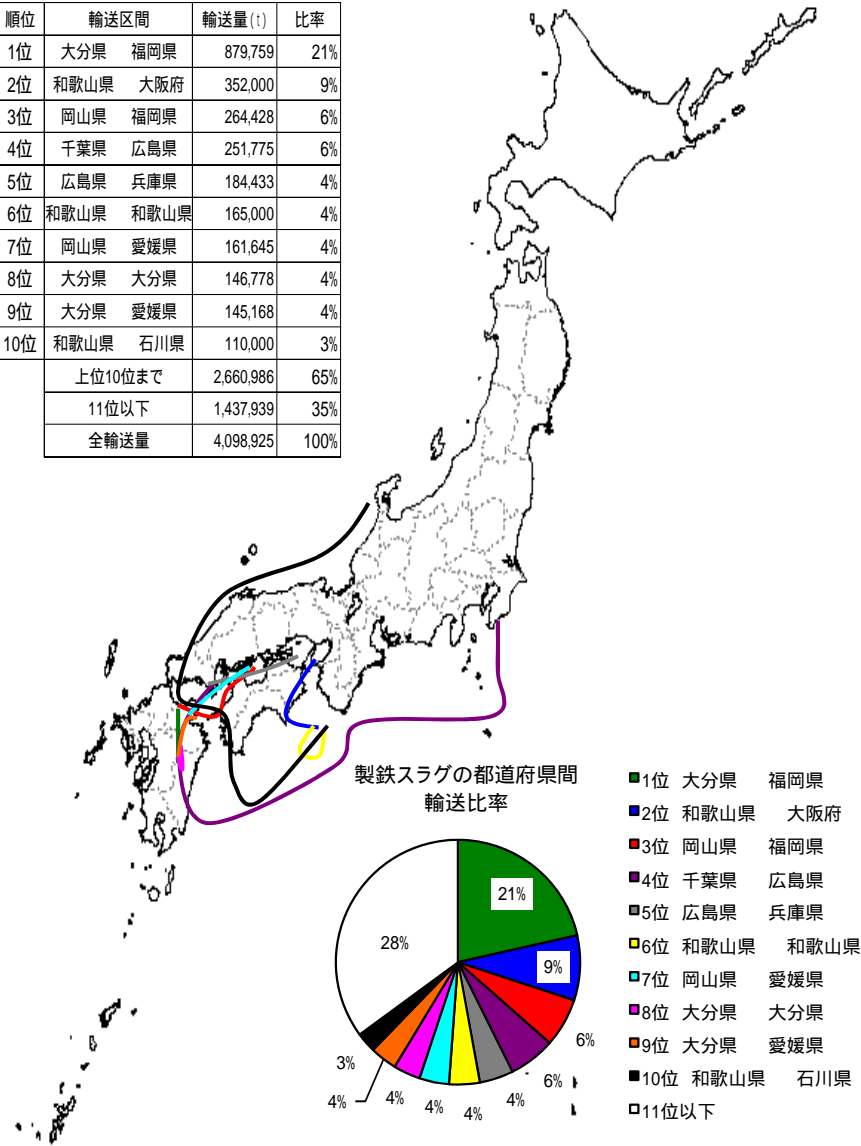 順位 輸送区間 輸送量(t) 比率
1位 大分県 福岡県 879,759 21%
2位 和歌山県 大阪府 352,000 9%
3位 岡山県 福岡県 264,428 6%
4位 千葉県 広島県 251,775 6%
5位 広島県 兵庫県 184,433 4%
6位 和歌山県 和歌山県 165,000 4%
7位 岡山県 愛媛県 161,645 4%
8位 大分県 大分県 146,778 4%
9位 大分県 愛媛県 145,168 4%
10位 和歌山県 石川県 110,000 3%
上位10位まで 2,660,986 65%
11位以下 1,437,939 35%
全輸送量 4,098,925 100%
製鉄スラグの都道府県間
輸送比率
21%
9%
6%
6%
4%
4%
4%
4%
4%
3%
28%
1位 大分県 福岡県
2位 和歌山県 大阪府
3位 岡山県 福岡県
4位 千葉県 広島県
5位 広島県 兵庫県
6位 和歌山県 和歌山県
7位 岡山県 愛媛県
8位 大分県 大分県
9位 大分県 愛媛県
10位 和歌山県 石川県
11位以下